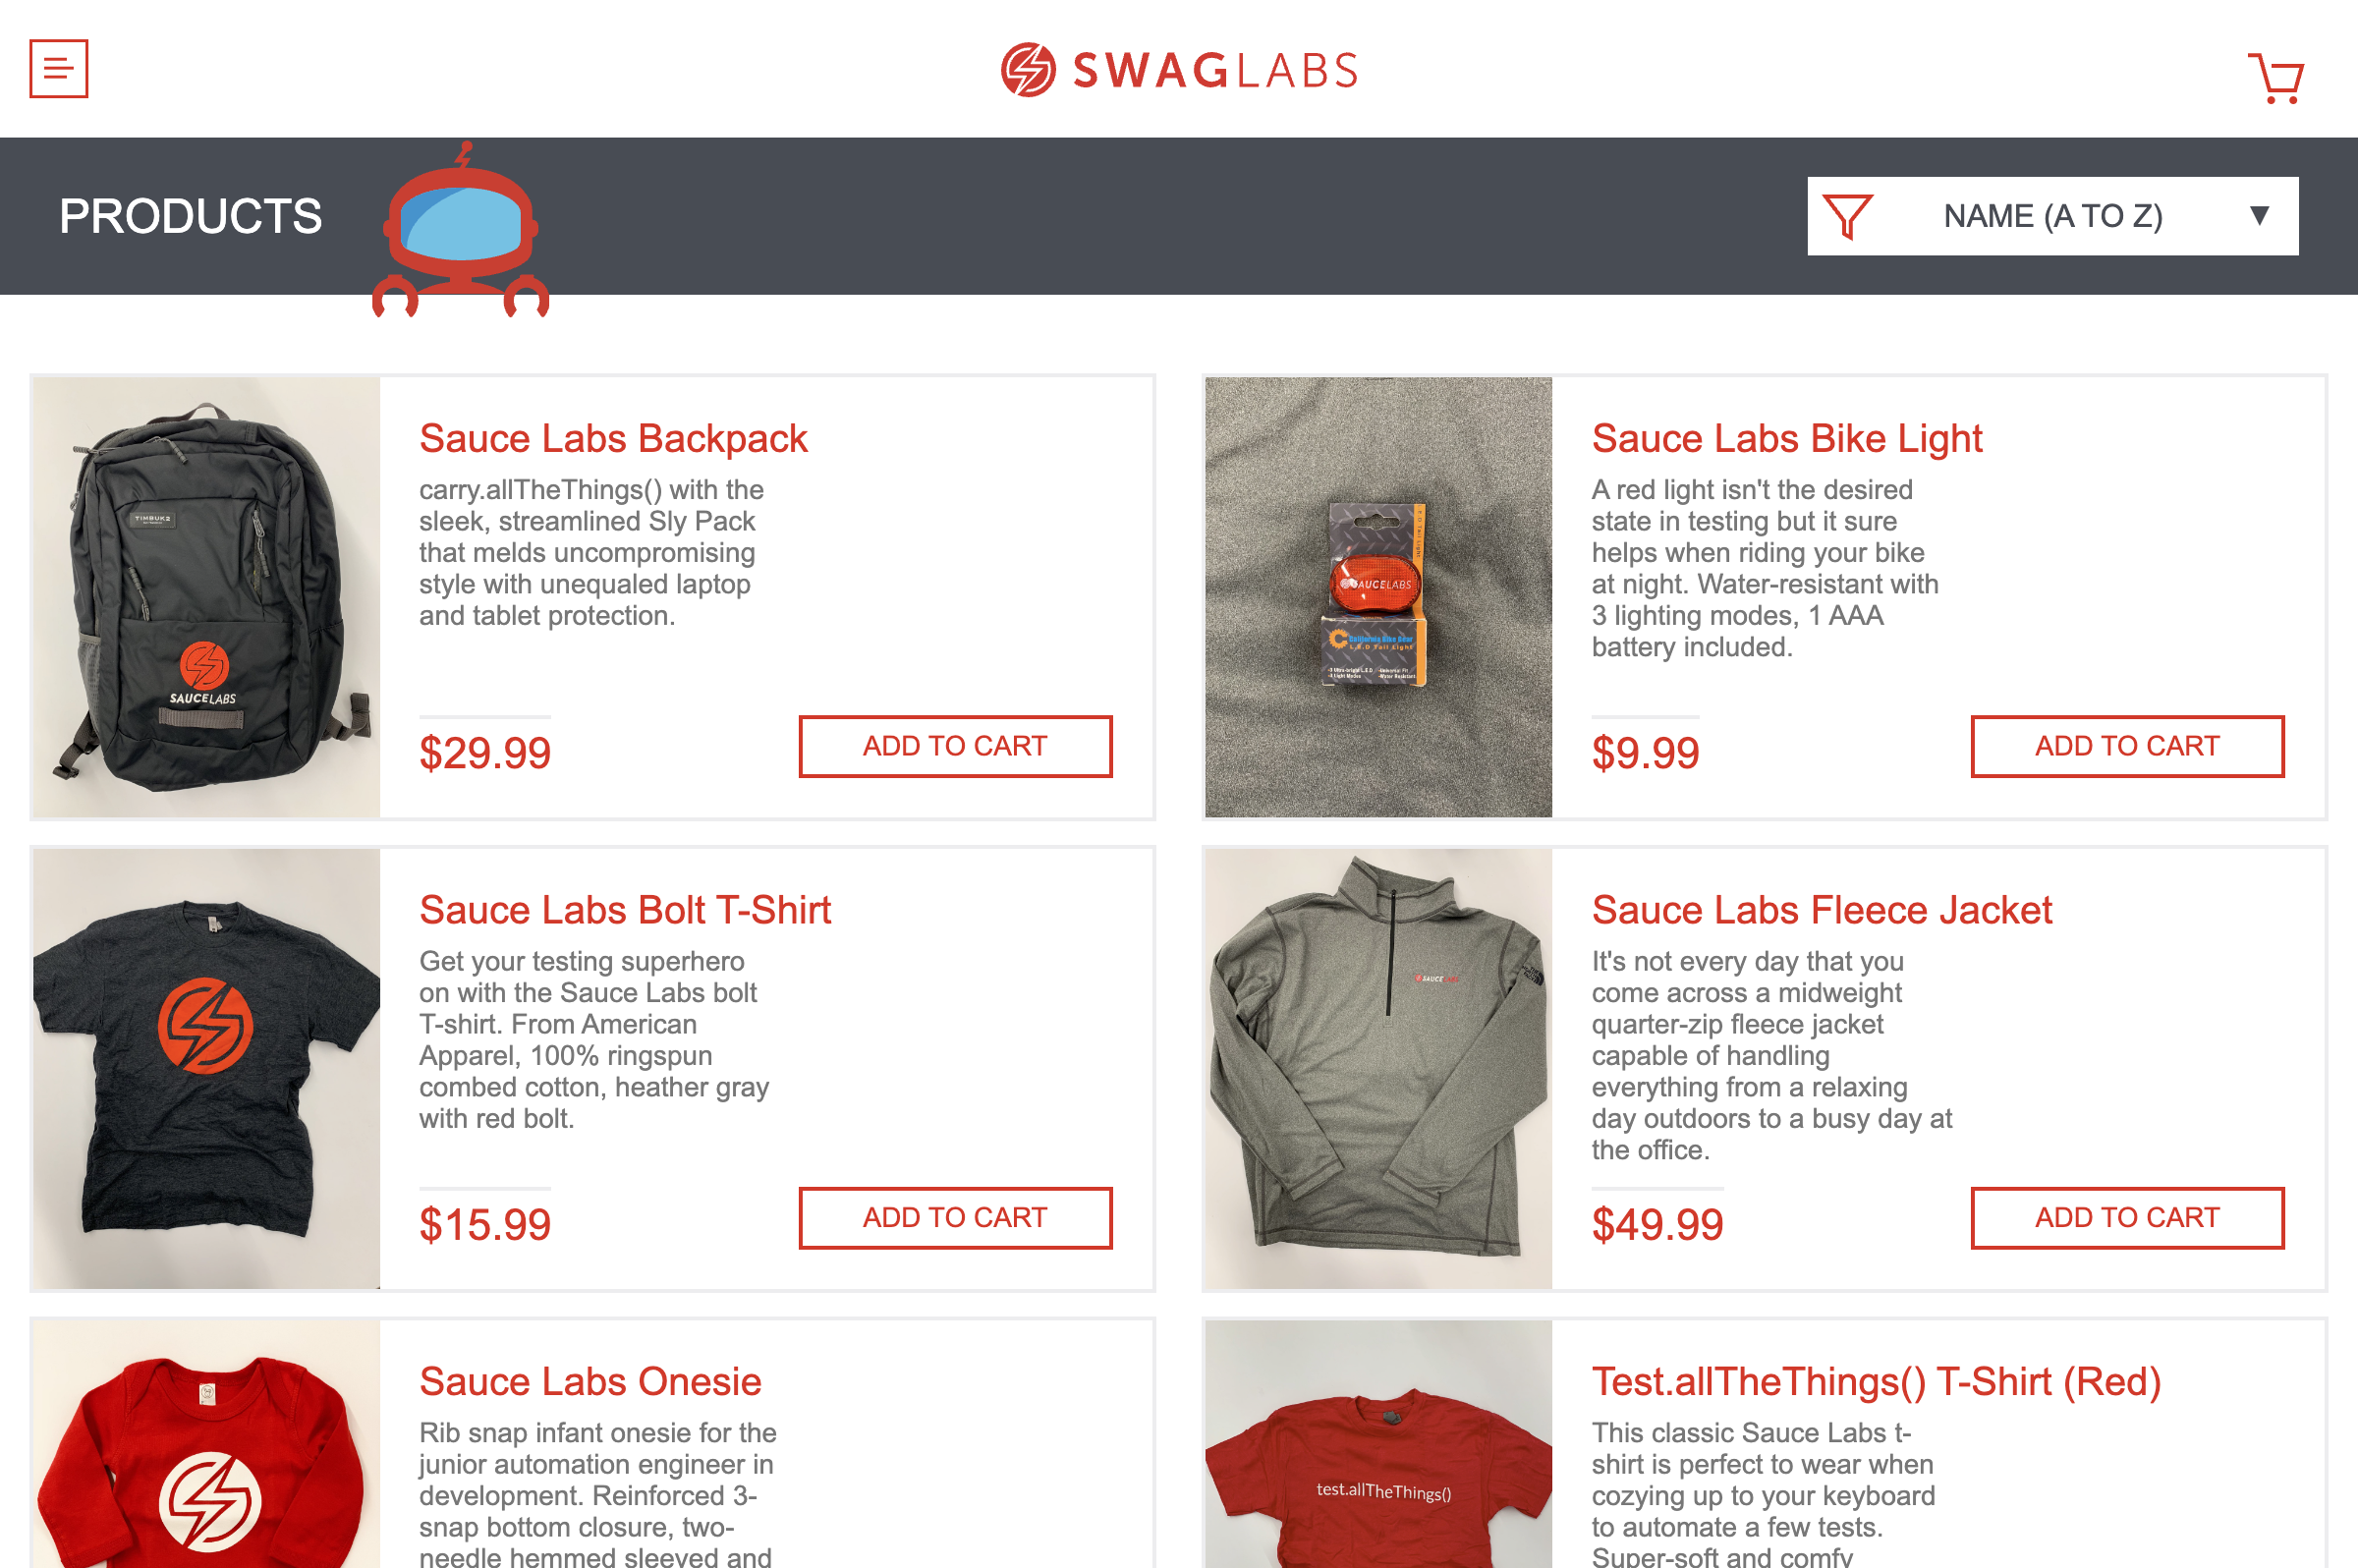 SWAGLABS
PRODUCTS
NAME (A TO Z)
TIMBUK2
SAUCELABS
Sauce Labs Backpack
carry.allTheThings() with the
sleek, streamlined Sly Pack
that melds uncompromising
style with unequaled laptop
and tablet protection.
$29.99
ADD TO CART
SAUCELABS
California Bike Gear
L.E.D Tail Light
Sauce Labs Bike Light
A red light isn't the desired
state in testing but it sure
helps when riding your bike
at night. Water-resistant with
3 lighting modes, 1 AAA
battery included.
$9.99
ADD TO CART
Sauce Labs Bolt T-Shirt
Get your testing superhero
on with the Sauce Labs bolt
T-shirt. From American
Apparel, 100% ringspun
combed cotton, heather gray
with red bolt.
$15.99
ADD TO CART
SAUCELABS
Sauce Labs Fleece Jacket
It's not every day that you
come across a midweight
quarter-zip fleece jacket
capable of handling
everything from a relaxing
day outdoors to a busy day at
the office.
$49.99
ADD TO CART
Sauce Labs Onesie
Rib snap infant onesie for the
junior automation engineer in
development. Reinforced 3-
snap bottom closure, two-
needle hemmed sleeved and
test.allTheThings()
Test.allTheThings() T-Shirt (Red)
This classic Sauce Labs t-
shirt is perfect to wear when
cozying up to your keyboard
to automate a few tests.
Super-soft and comfy